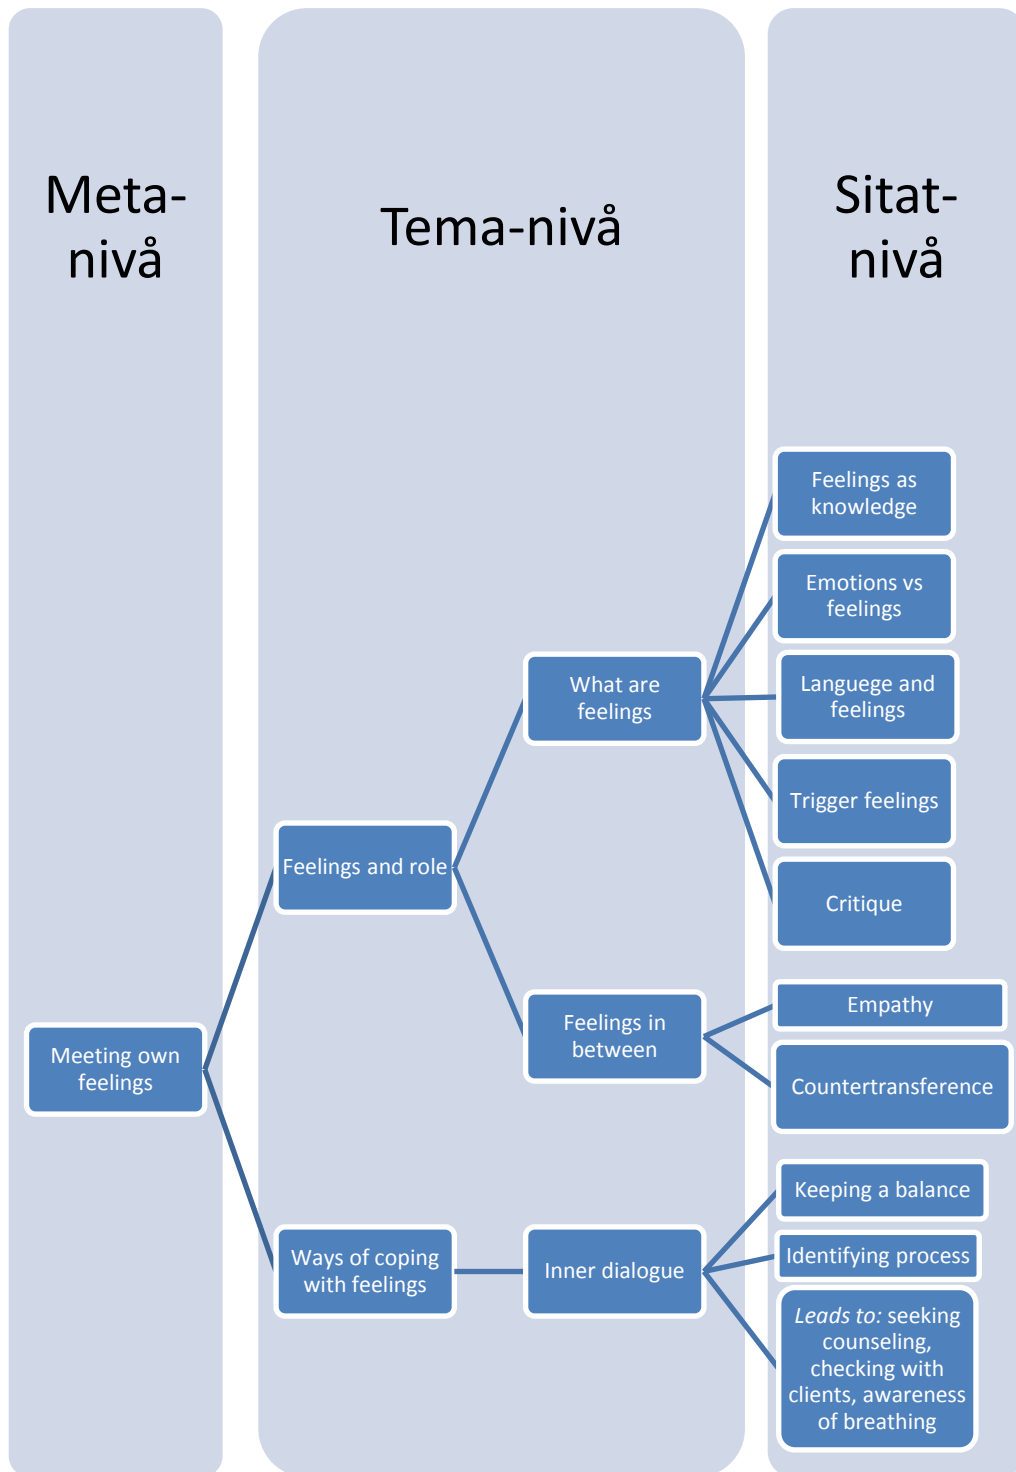 Meta-
nivå
Tema-nivå
Sitat-
nivå
Feelings as
knowledge
Emotions vs
feelings
What are
feelings
Languege and
feelings
Trigger feelings
Feelings and role
Critique
Empathy
Feelings in
between
Meeting own
feelings
Countertransference
Keeping a balance
Ways of coping
with feelings
Inner dialogue
Identifying process
Leads to: seeking
counseling,
checking with
clients, awareness
of breathing